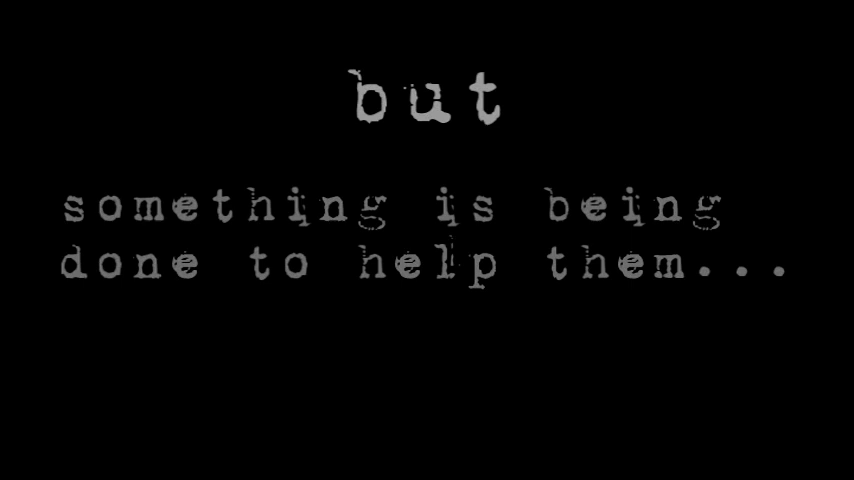 but
something is being
done to help them...